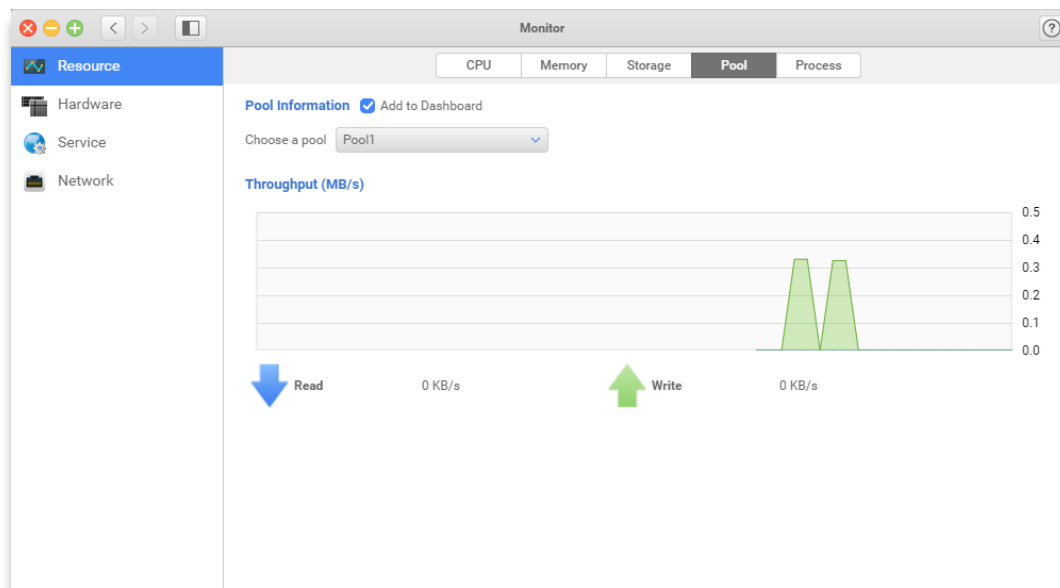 Monitor
?
Resource
Hardware
Service
Network
CPU Memory Storage Pool Process
Pool Information Add to Dashboard
Choose a pool Pool1
Throughput (MB/s)
0.5
0.4
0.3
0.2
0.1
0.0
Read 0 KB/s Write 0 KB/s